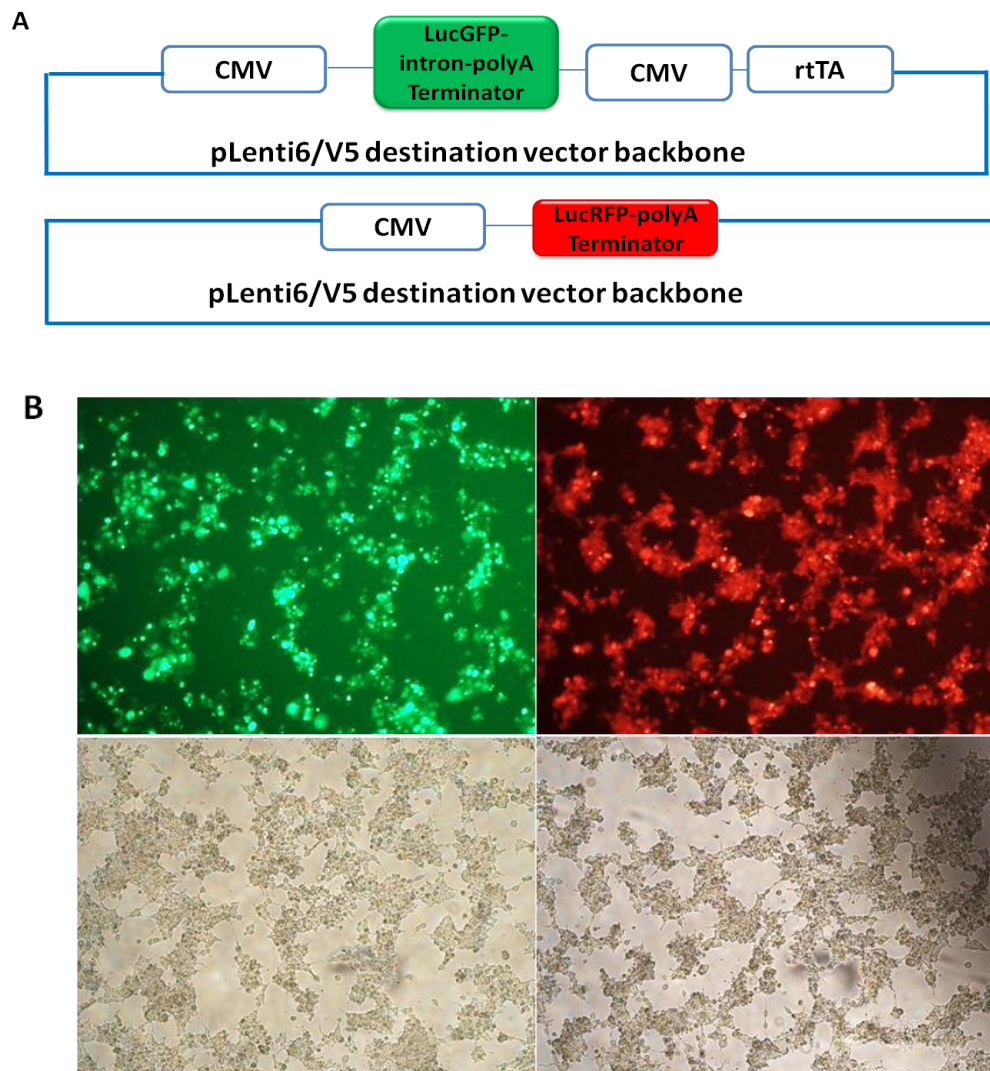 A
CMV
LucGFP-
intron-polyA
Terminator
CMV
rtTA
pLenti6/V5 destination vector backbone
CMV
LucRFP-polyA
Terminator
pLenti6/V5 destination vector backbone
B